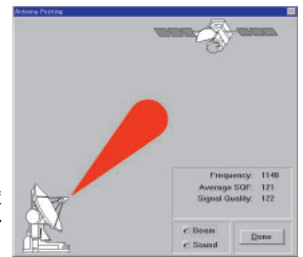 Antenna Pointing
Frequency: 1148
Average SQF: 121
Signal Quality: 122
Beam
Sound
Done